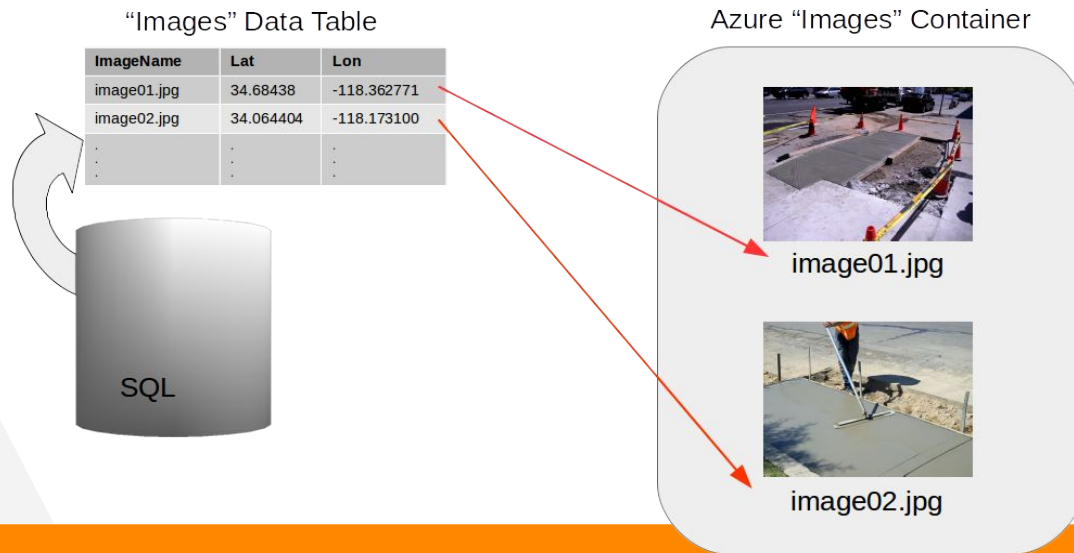 “Images” Data Table
Azure “Images” Container
ImageName Lat Lon
image01.jpg 34.68438 -118.362771
image02.jpg 34.064404 -118.173100
. . .
. . .
. . .
image01.jpg
SQL
image02.jpg